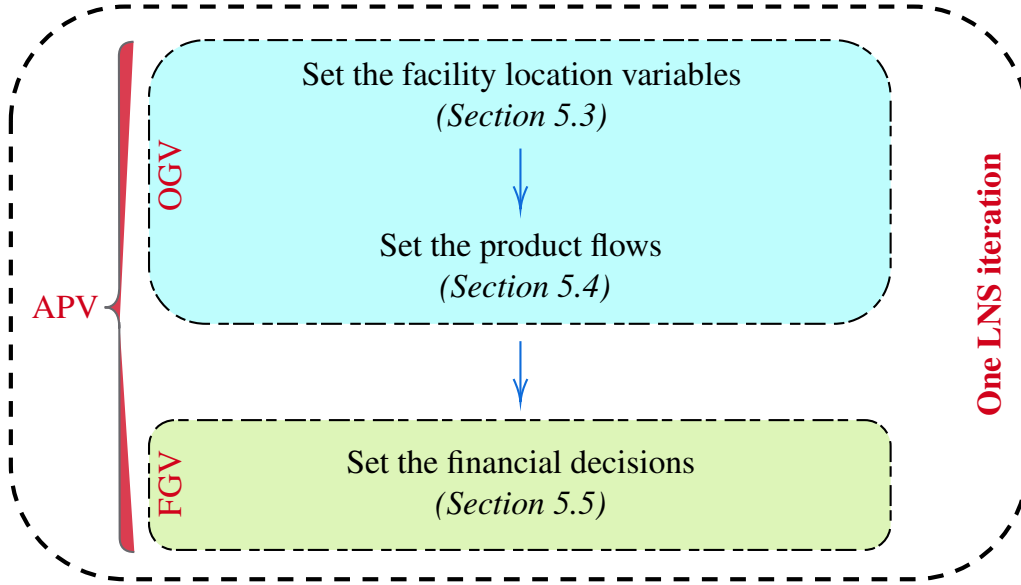 Set the facility location variables
(Section 5.3)
OGV
Set the product flows
(Section 5.4)
APV
One LNS iteration
Set the financial decisions
(Section 5.5)
FGV